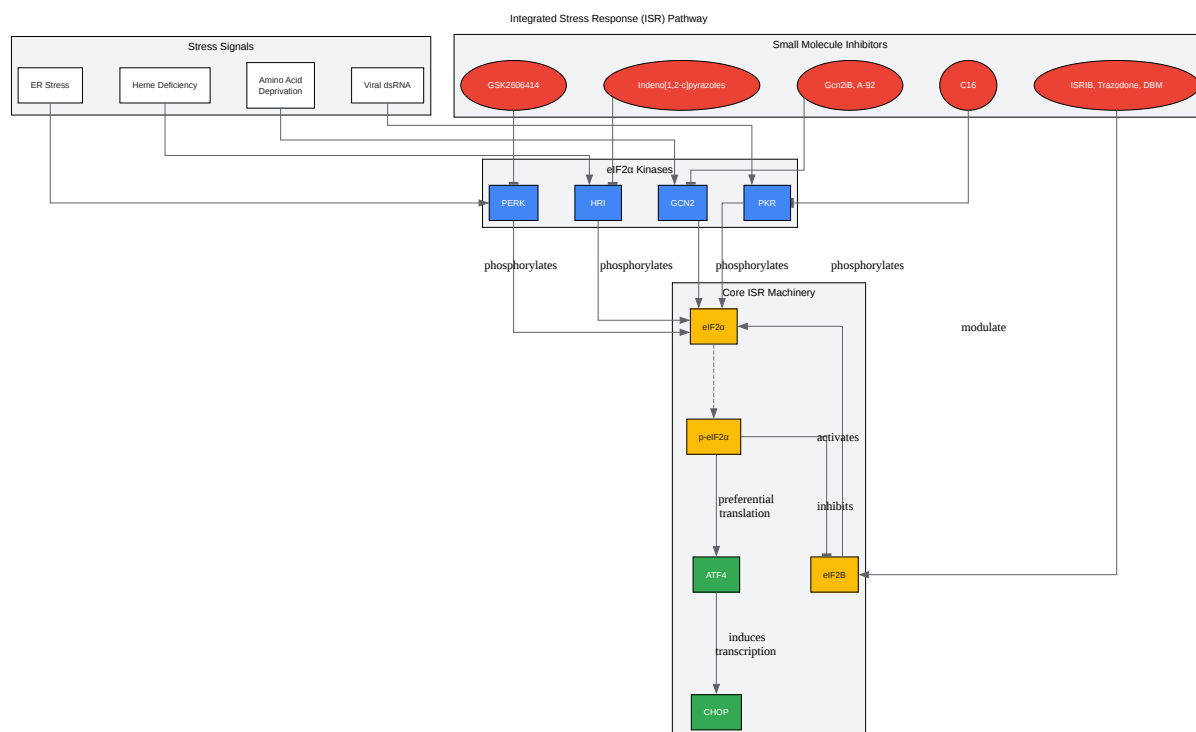 Integrated Stress Response (ISR) Pathway
Stress Signals
Small Molecule Inhibitors
ER Stress
Heme Deficiency
Amino Acid
Deprivation
Viral dsRNA
GSK2606414
Indeno[1,2-c]pyrazoles
Gcn2iB, A-92
C16
ISRIB, Trazodone, DBM
eIF2α Kinases
PERK
HRI
GCN2
PKR
phosphorylates
phosphorylates
phosphorylates
phosphorylates
Core ISR Machinery
eIF2α
modulate
p-eIF2α
activates
preferential
translation
inhibits
ATF4
eIF2B
induces
transcription
CHOP